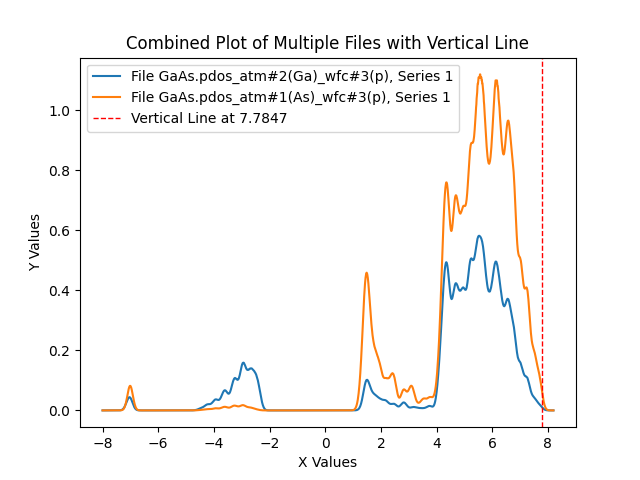 Combined Plot of Multiple Files with Vertical Line
File GaAs.pdos_atm#2(Ga)_wfc#3(p), Series 1
File GaAs.pdos_atm#1(As)_wfc#3(p), Series 1
Vertical Line at 7.7847
Y Values
1.0
0.8
0.6
0.4
0.2
0.0
−8 −6 −4 −2 0 2 4 6 8
X Values